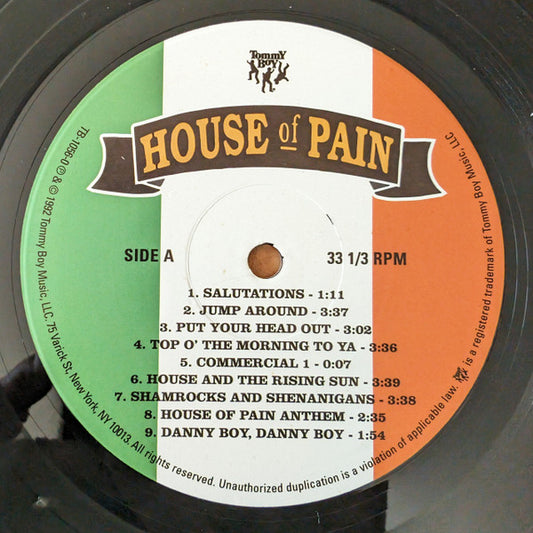 Tommy
Boy
HOUSE of PAIN
SIDE A
33 1/3 RPM
1. SALUTATIONS - 1:11
2. JUMP AROUND - 3:37
3. PUT YOUR HEAD OUT - 3:02
4. TOP O' THE MORNING TO YA - 3:36
5. COMMERCIAL 1 - 0:07
6. HOUSE AND THE RISING SUN - 3:39
7. SHAMROCKS AND SHENANIGANS - 3:38
8. HOUSE OF PAIN ANTHEM - 2:35
9. DANNY BOY, DANNY BOY - 1:54
TB-1056-0 ℗ & © 1992 Tommy Boy Music, LLC. 75 Varick St, New York, NY 10013. All rights reserved. Unauthorized duplication is a violation of applicable law. is a registered trademark of Tommy Boy Music, LLC